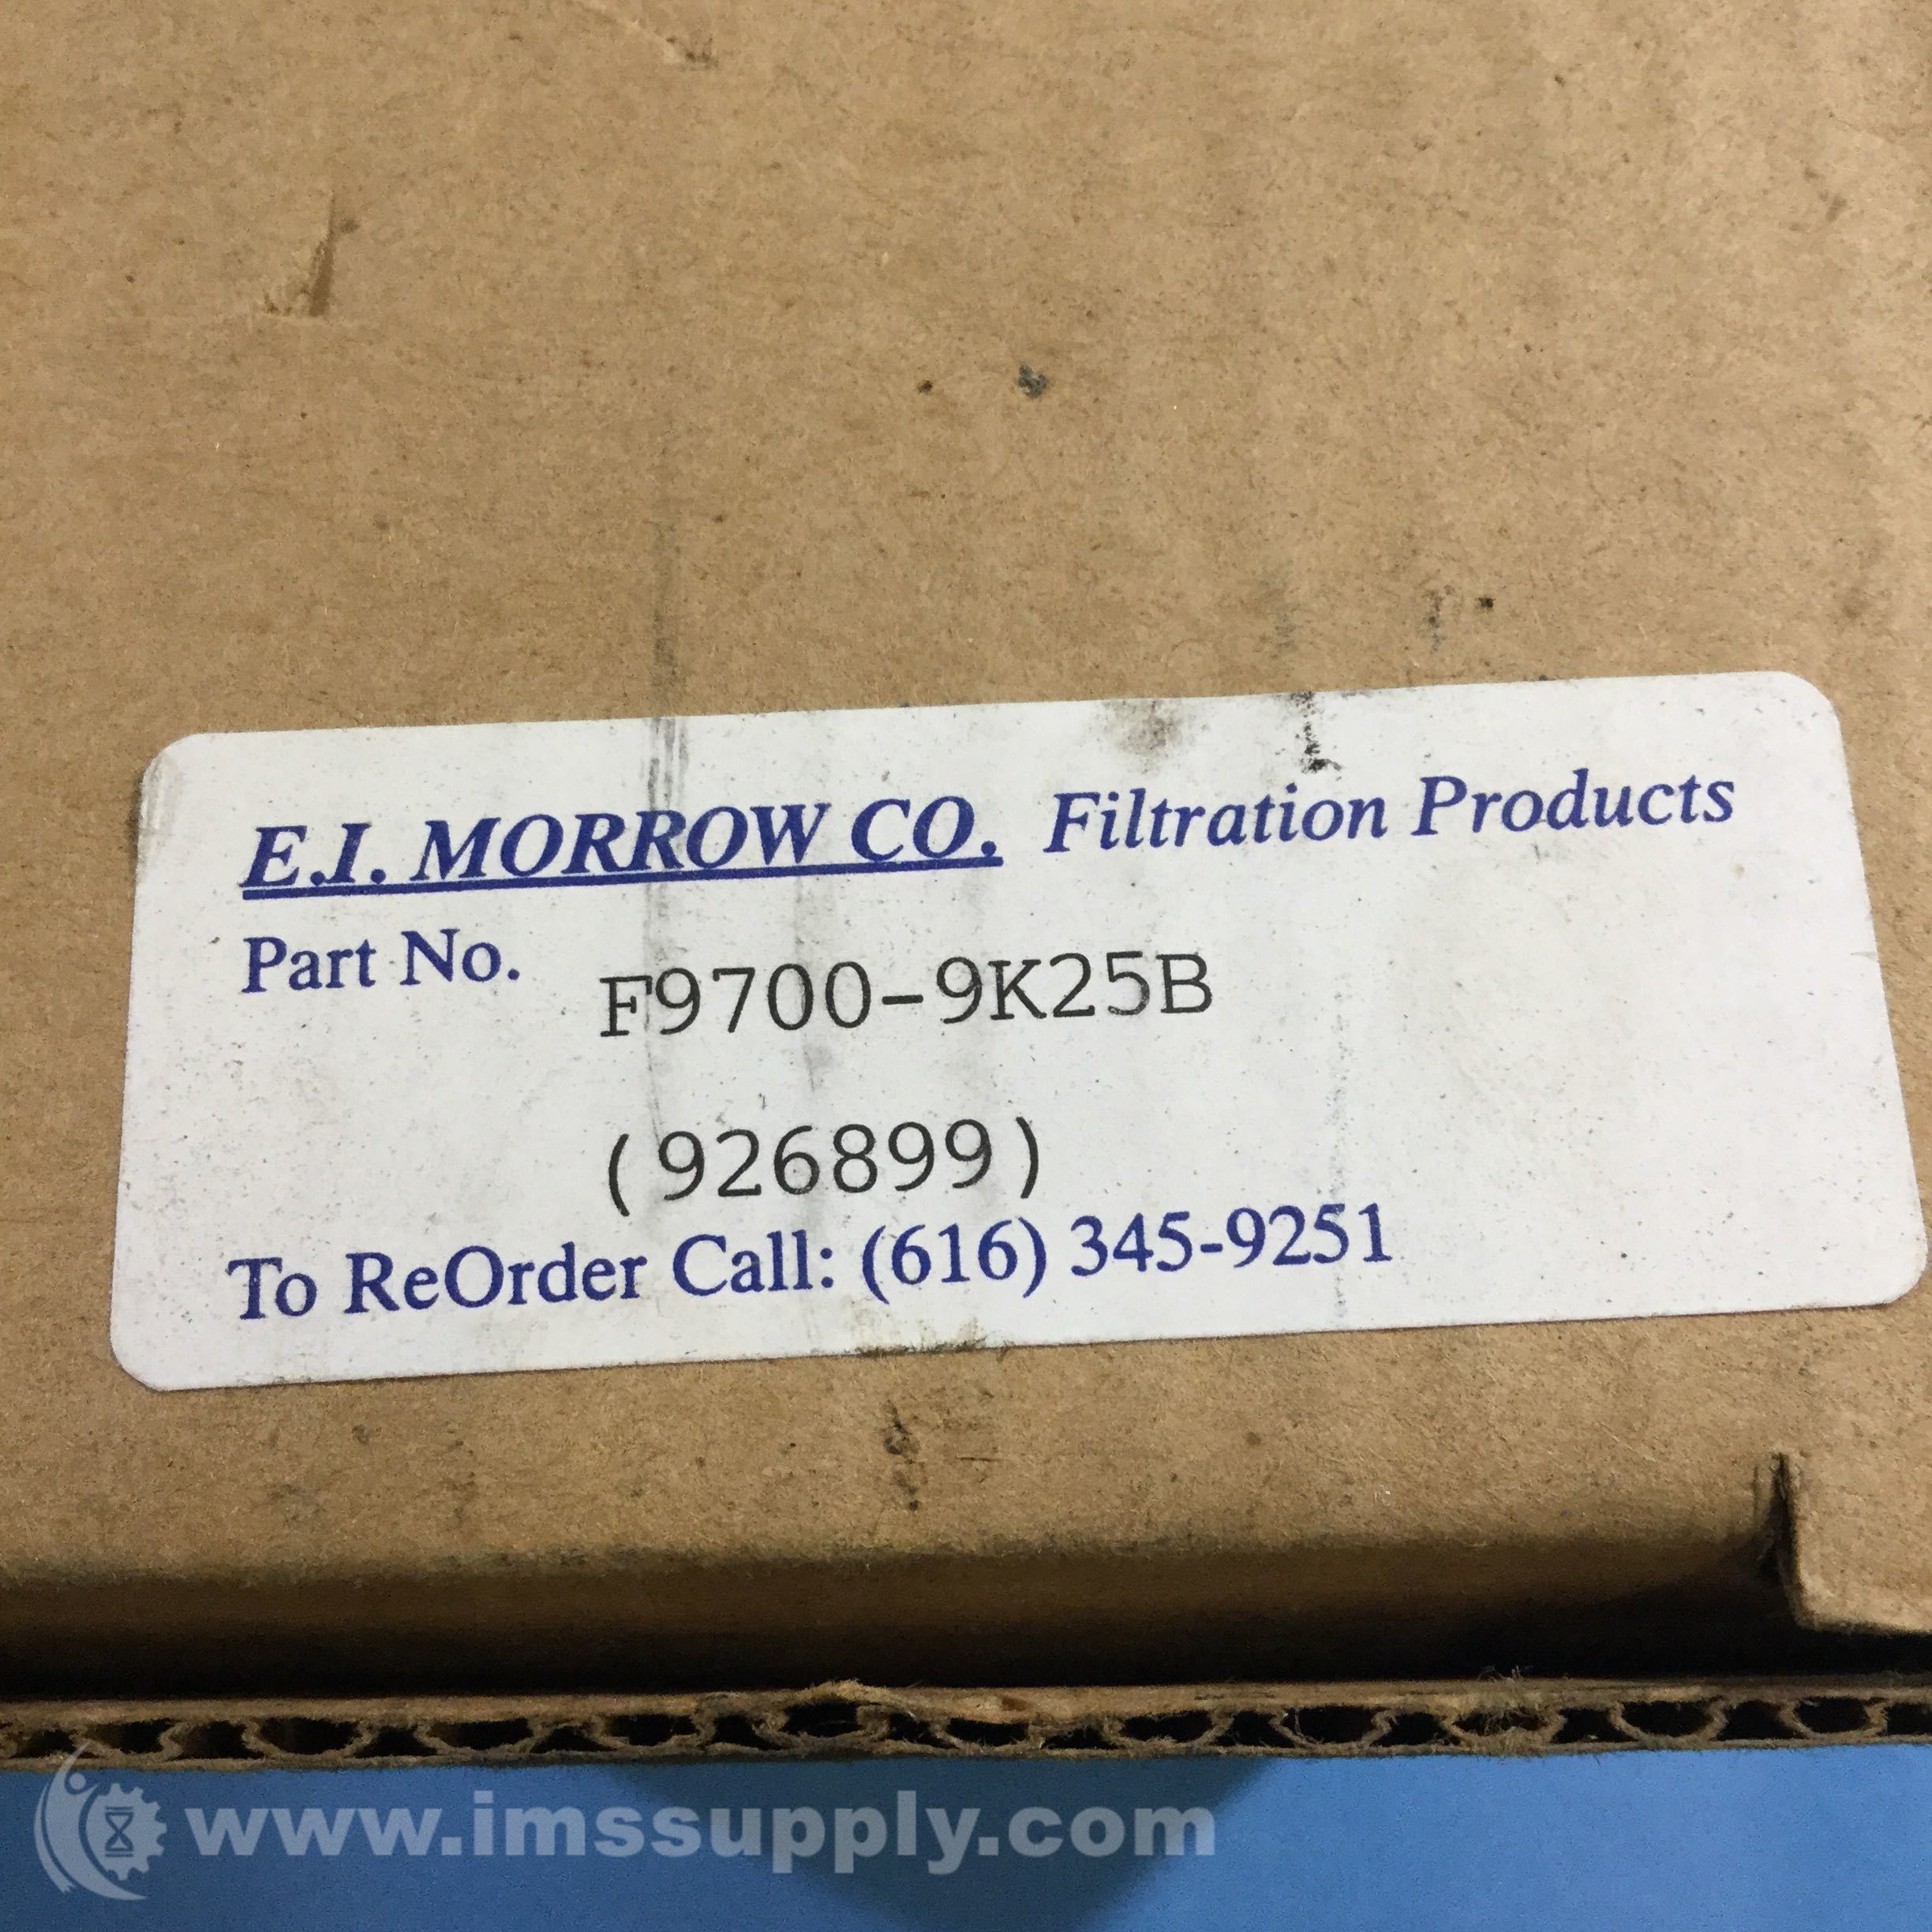 E.I. MORROW CO. Filtration Products
Part No. F9700-9K25B
(926899)
To ReOrder Call: (616) 345-9251
www.imssupply.com